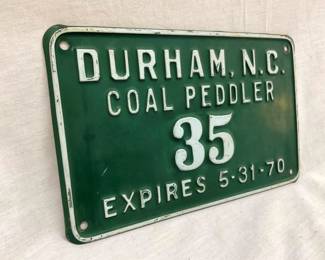 DURHAM, N.C.
COAL PEDDLER
35
EXPIRES 5-31-70